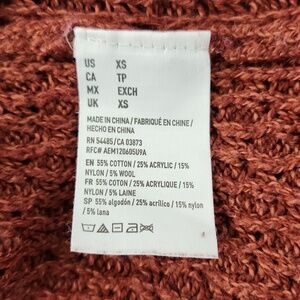 US XS
CA TP
MX EXCH
UK XS
MADE IN CHINA / FABRIQUÉ EN CHINE /
HECHO EN CHINA
RN 54485/CA 03873
RFC# AEM120605U9A
EN 55% COTTON / 25% ACRYLIC / 15%
NYLON / 5% WOOL
FR 55% COTON / 25% ACRYLIQUE / 15%
NYLON / 5% LAINE
SP 55% algodón / 25% acrílico / 15% nylon
/ 5% lana